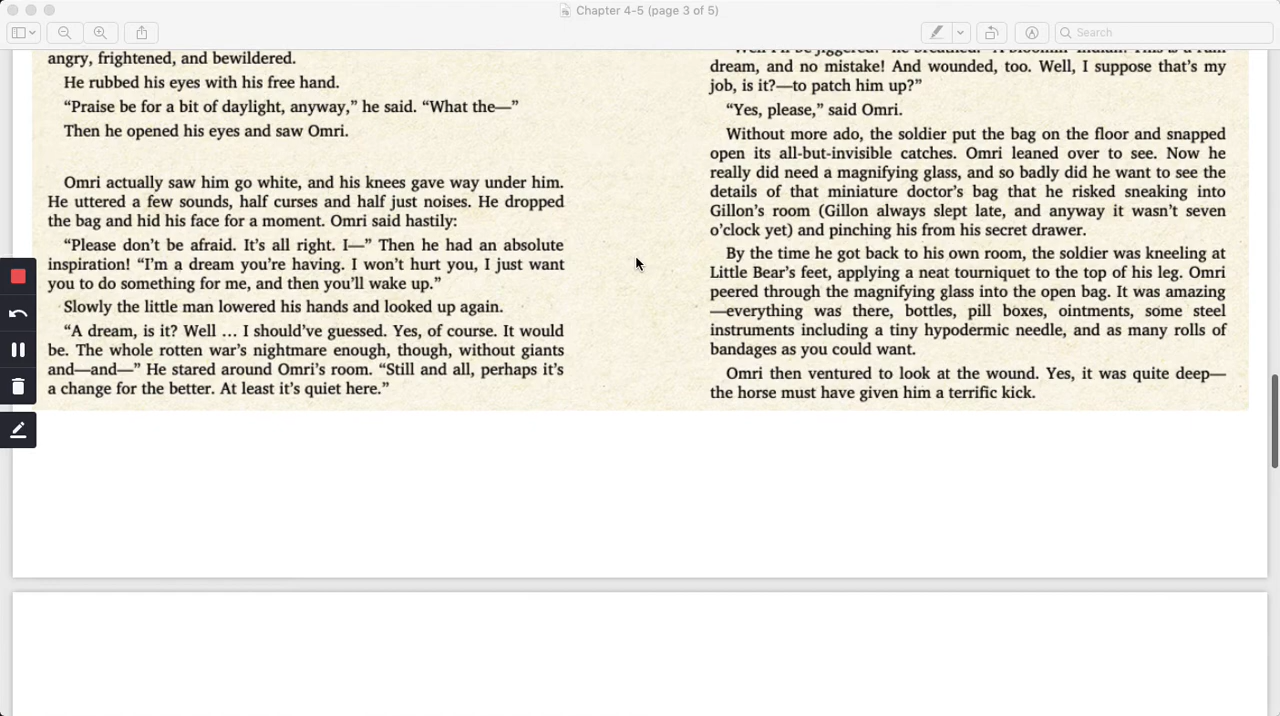 Chapter 4-5 (page 3 of 5)
Search
angry, frightened, and bewildered.
He rubbed his eyes with his free hand.
“Praise be for a bit of daylight, anyway,” he said. “What the—”
Then he opened his eyes and saw Omri.
Omri actually saw him go white, and his knees gave way under him.
He uttered a few sounds, half curses and half just noises. He dropped
the bag and hid his face for a moment. Omri said hastily:
“Please don’t be afraid. It’s all right. I—” Then he had an absolute
inspiration! “I’m a dream you’re having. I won’t hurt you, I just want
you to do something for me, and then you’ll wake up.”
Slowly the little man lowered his hands and looked up again.
“A dream, is it? Well … I should’ve guessed. Yes, of course. It would
be. The whole rotten war’s nightmare enough, though, without giants
and—and—” He stared around Omri’s room. “Still and all, perhaps it’s
a change for the better. At least it’s quiet here.”
dream, and no mistake! And wounded, too. Well, I suppose that’s my
job, is it?—to patch him up?”
“Yes, please,” said Omri.
Without more ado, the soldier put the bag on the floor and snapped
open its all-but-invisible catches. Omri leaned over to see. Now he
really did need a magnifying glass, and so badly did he want to see the
details of that miniature doctor’s bag that he risked sneaking into
Gillon’s room (Gillon always slept late, and anyway it wasn’t seven
o’clock yet) and pinching his from his secret drawer.
By the time he got back to his own room, the soldier was kneeling at
Little Bear’s feet, applying a neat tourniquet to the top of his leg. Omri
peered through the magnifying glass into the open bag. It was amazing
—everything was there, bottles, pill boxes, ointments, some steel
instruments including a tiny hypodermic needle, and as many rolls of
bandages as you could want.
Omri then ventured to look at the wound. Yes, it was quite deep—
the horse must have given him a terrific kick.